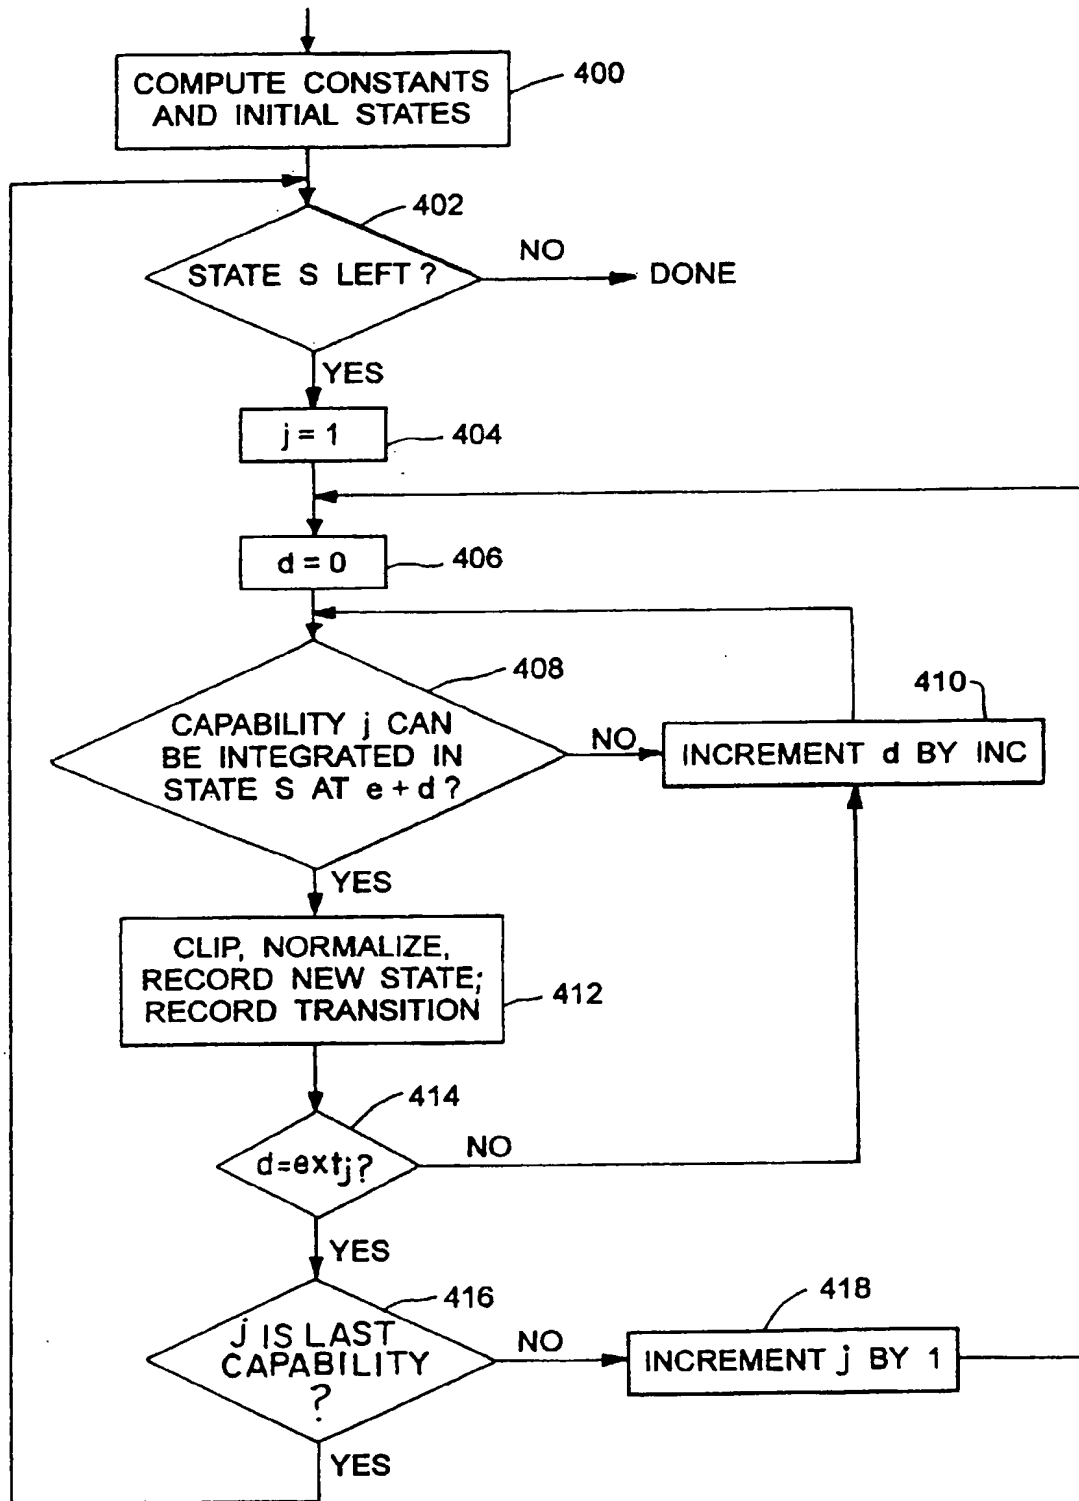 COMPUTE CONSTANTS
AND INITIAL STATES
400
402
STATE S LEFT?
NO
DONE
YES
j = 1
404
d = 0
406
408
CAPABILITY j CAN
BE INTEGRATED IN
STATE S AT e + d?
NO
410
INCREMENT d BY INC
YES
CLIP, NORMALIZE,
RECORD NEW STATE;
RECORD TRANSITION
412
414
d=extj?
NO
YES
416
j IS LAST
CAPABILITY
?
NO
418
INCREMENT j BY 1
YES